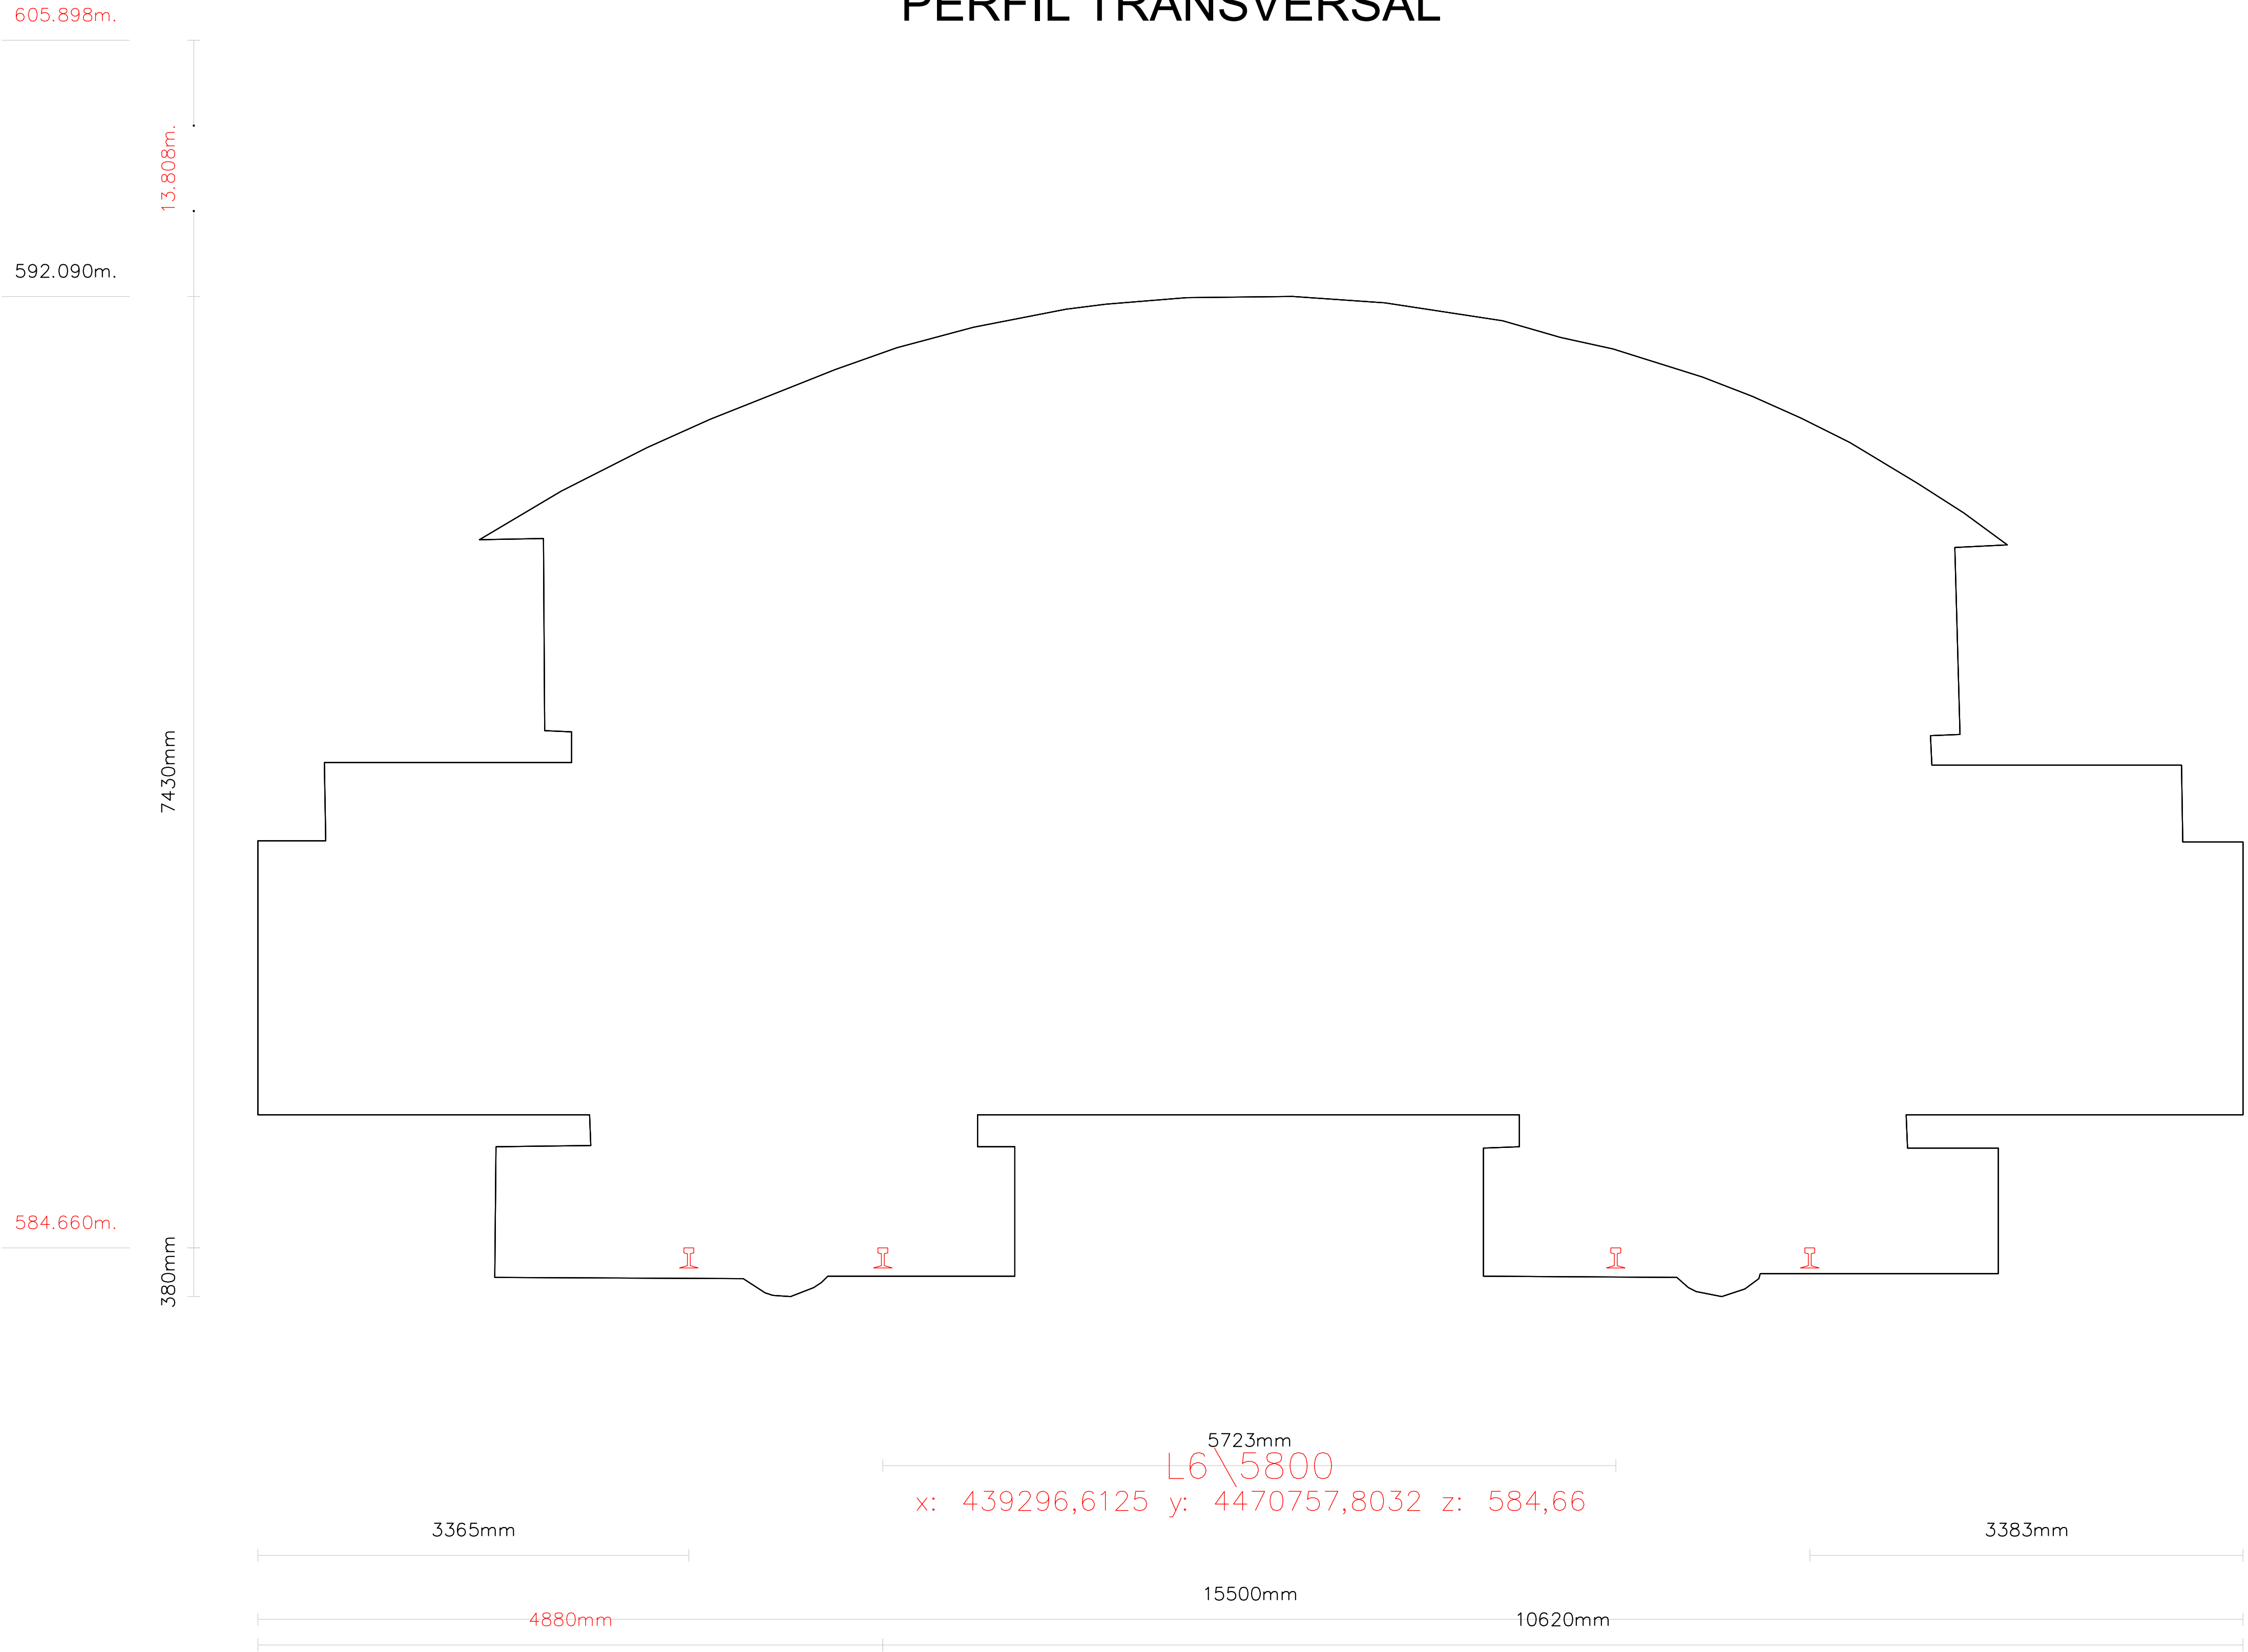 PERFIL TRANSVERSAL
605.898m.
13.808m.
592.090m.
7430mm
584.660m.
380mm
5723mm
L6\5800
x: 439296,6125 y: 4470757,8032 z: 584,66
3365mm
3383mm
15500mm
4880mm
10620mm